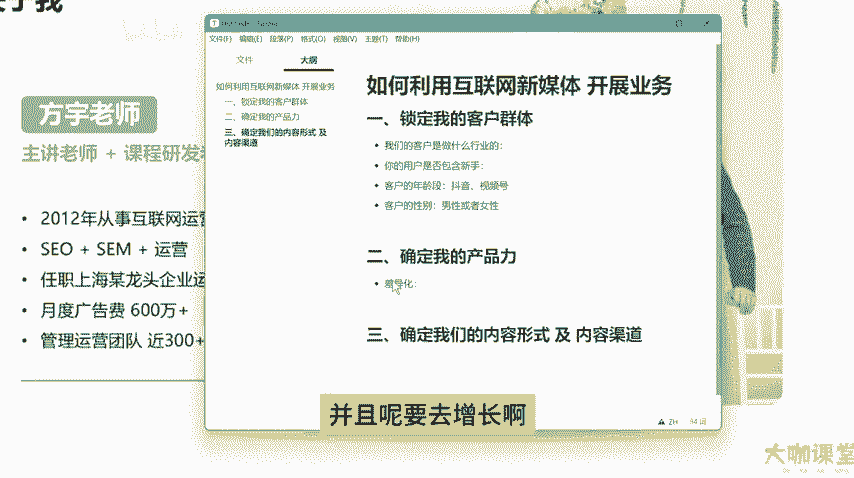 于我
方宇老师
主讲老师 + 课程研发
• 2012年从事互联网运营
• SEO + SEM + 运营
• 任职上海某龙头企业运
• 月度广告费 600万+
• 管理运营团队 近300+
文件(F) 编辑(E) 段落(P) 格式(O) 视图(V) 主题(T) 帮助(H)
文件 大纲
如何利用互联网新媒体 开展业务
一、锁定我的客户群体
二、确定我的产品力
三、确定我们的内容形式 及
内容渠道
如何利用互联网新媒体 开展业务
一、锁定我的客户群体
• 我们的客户是做什么行业的:
• 你的用户是否包含新手:
• 客户的年龄段: 抖音、视频号
• 客户的性别: 男性或者女性
二、确定我的产品力
• 差异化:
三、确定我们的内容形式 及 内容渠道
94 词
并且呢要去增长啊
大咖课堂